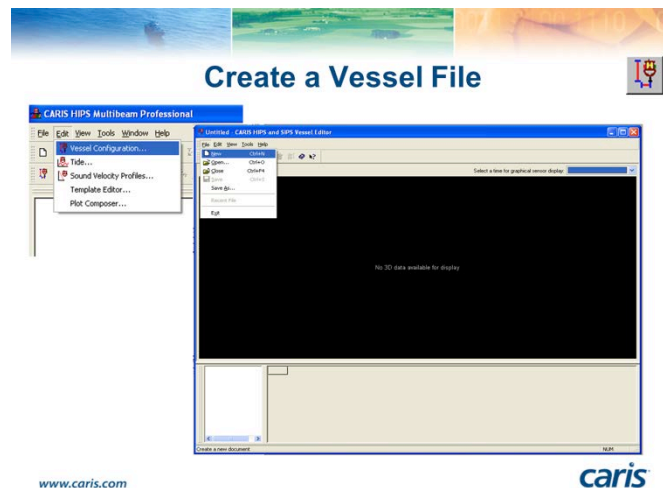 Create a Vessel File
CARIS HIPS Multibeam Professional
File Edit View Tools Window Help
Vessel Configuration...
Tide...
Sound Velocity Profiles...
Template Editor...
Plot Composer...
Untitled - CARIS HIPS and SIPS Vessel Editor
File Edit View Tools Help
New Ctrl+N
Open... Ctrl+O
Close Ctrl+F4
Save Ctrl+S
Save As...
Recent File
Exit
Select a time for graphical sensor display:
No 3D data available for display
Create a new document
NUM
www.caris.com
caris